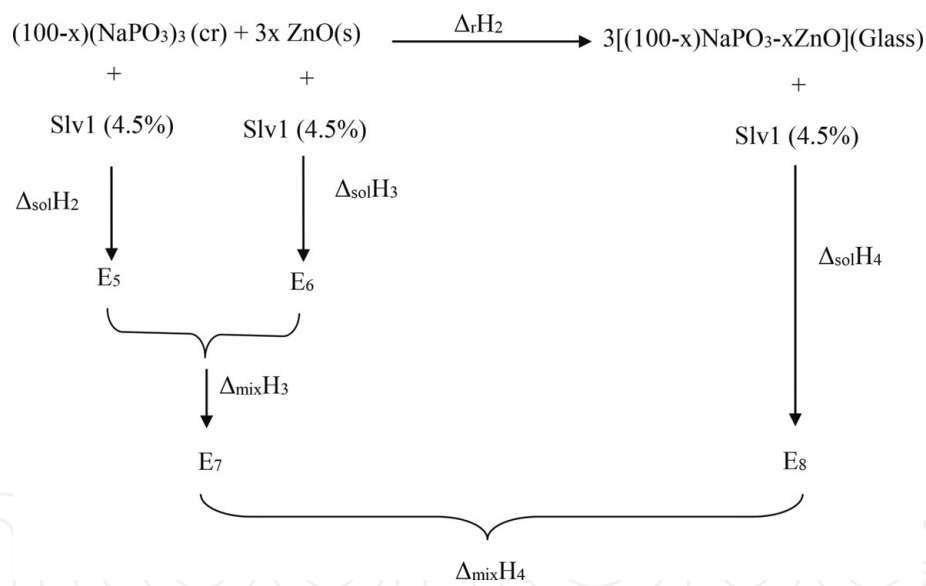 (100-x)(NaPO₃)₃ (cr) + 3x ZnO(s) ΔᵣH₂ 3[(100-x)NaPO₃-xZnO](Glass)
+ + +
Slv1 (4.5%) Slv1 (4.5%) Slv1 (4.5%)
ΔsolH₂ ΔsolH₃ ΔsolH₄
E₅ E₆
ΔmixH₃
E₇ E₈
ΔmixH₄